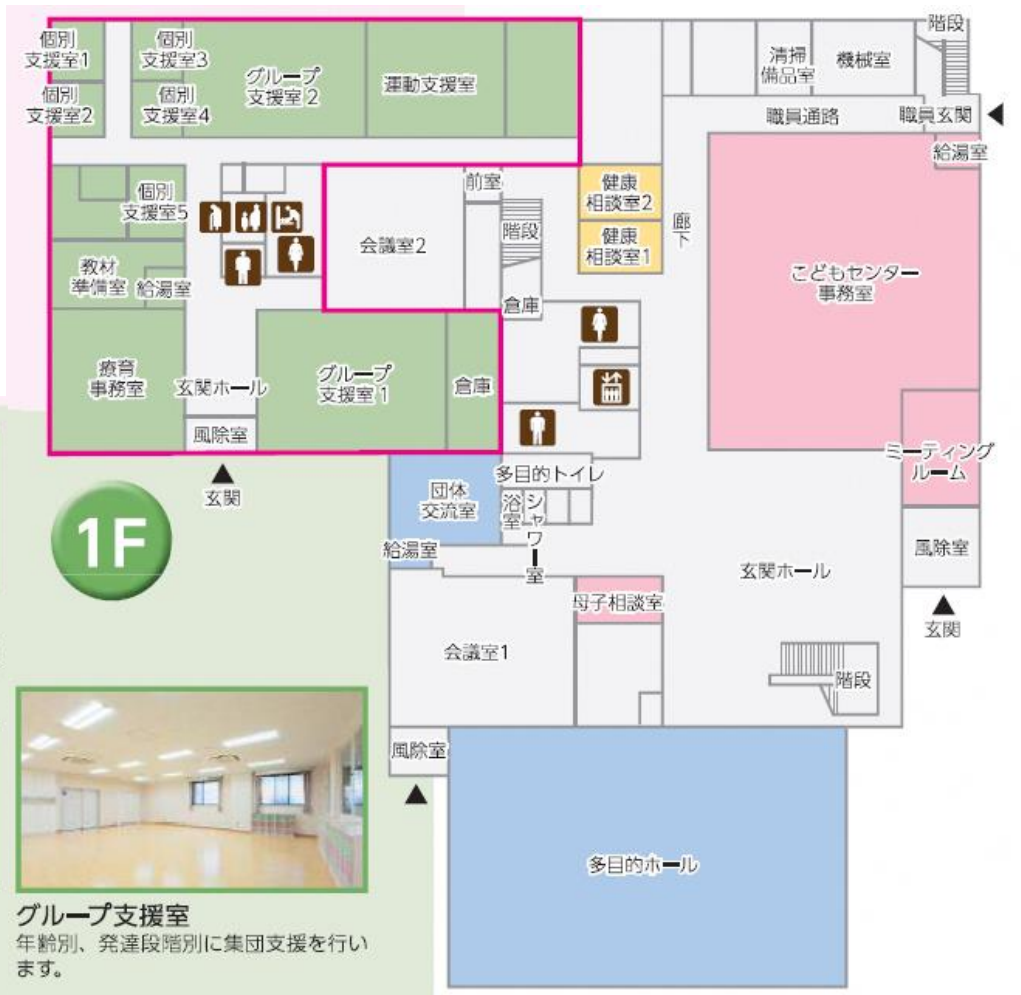 階段
個別
支援室1
個別
支援室3
グループ
支援室2
運動支援室
清掃
備品室
機械室
個別
支援室2
個別
支援室4
職員通路
職員玄関
給湯室
個別
支援室5
前室
健康
相談室2
廊下
会議室2
階段
健康
相談室1
教材
準備室
給湯室
こどもセンター
事務室
倉庫
療育
事務室
玄関ホール
グループ
支援室1
倉庫
風除室
玄関
ミーティング
ルーム
多目的トイレ
団体
交流室
浴室
シャワー室
1F
給湯室
風除室
玄関ホール
母子相談室
玄関
会議室1
階段
風除室
多目的ホール
グループ支援室
年齢別、発達段階別に集団支援を行い
ます。